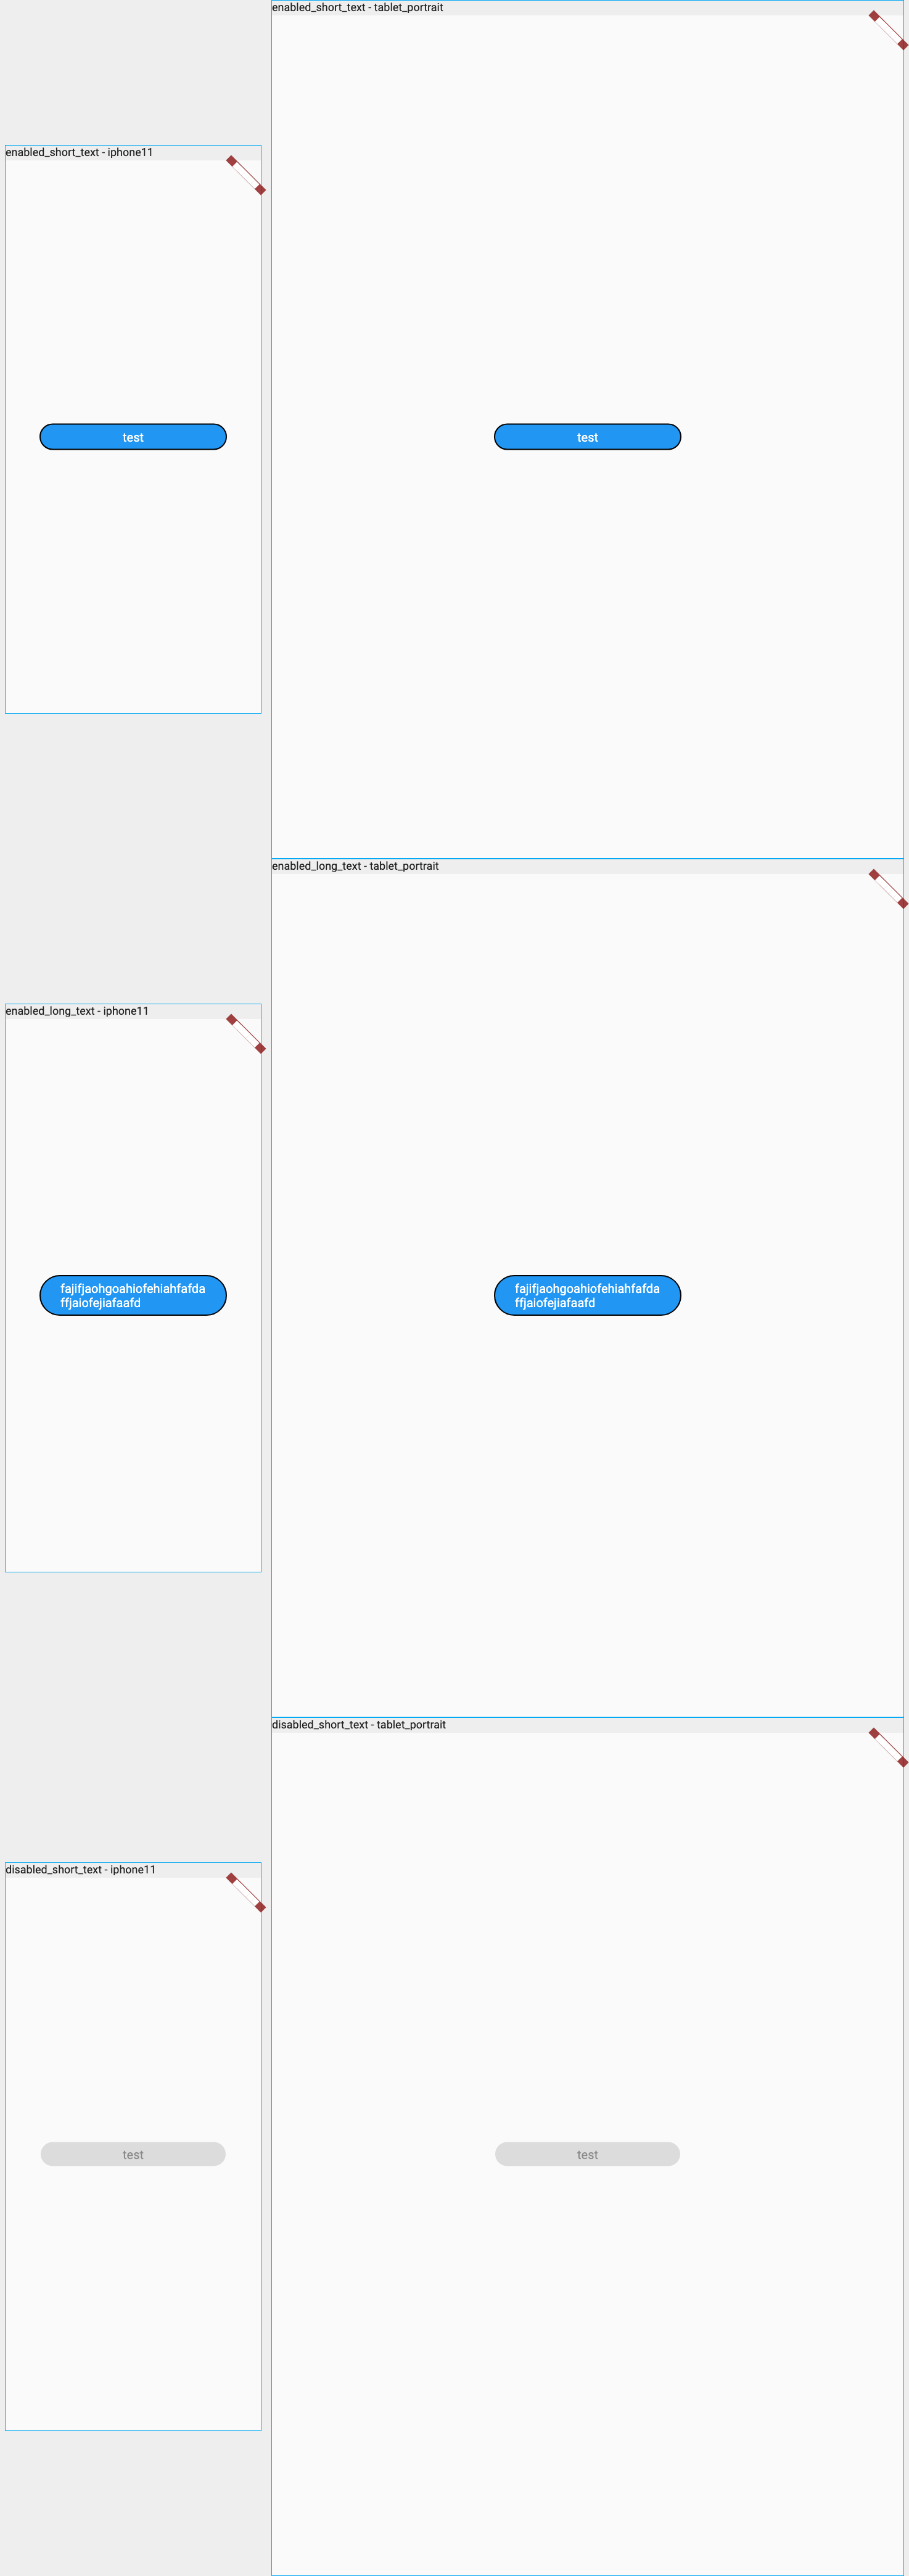 enabled_short_text - tablet_portrait
enabled_short_text - iphone11
test
test
enabled_long_text - tablet_portrait
enabled_long_text - iphone11
fajifjaohgoahiofehiahfafda
ffjaiofejiafaafd
fajifjaohgoahiofehiahfafda
ffjaiofejiafaafd
disabled_short_text - tablet_portrait
disabled_short_text - iphone11
test
test